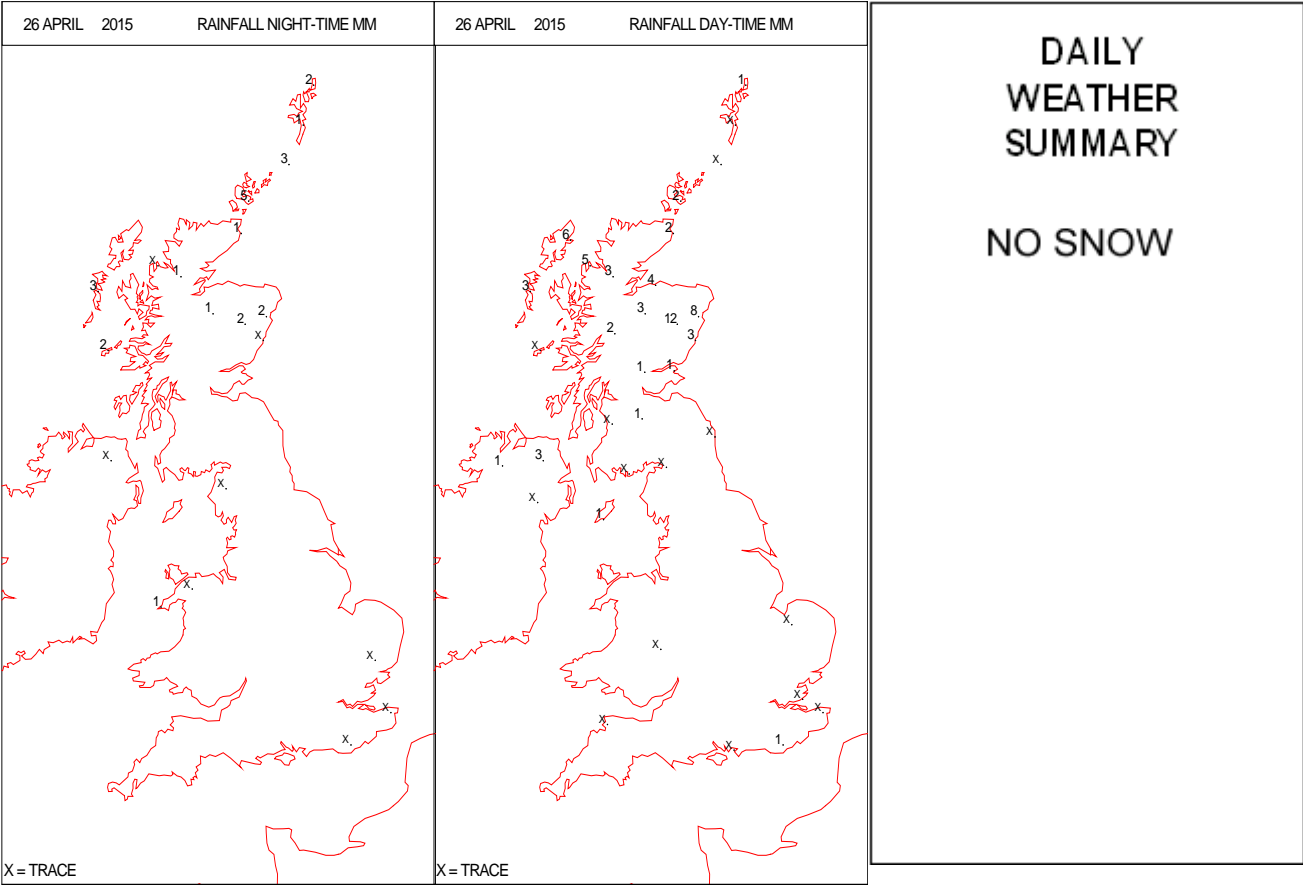 26 APRIL 2015 RAINFALL NIGHT-TIME MM
2.
1.
3.
5.
1.
X.
1.
3.
1.
2.
2.
X.
2.
X.
X.
X.
1.
X.
X.
X.
X = TRACE
26 APRIL 2015 RAINFALL DAY-TIME MM
1.
X.
X.
2.
2.
6.
5.
3.
4.
3.
3.
12.
8.
2.
3.
X.
1.
1.
1.
X.
X.
3.
1.
X.
X.
X.
1.
X.
X.
X.
X.
X.
X.
1.
X = TRACE
DAILY
WEATHER
SUMMARY
NO SNOW